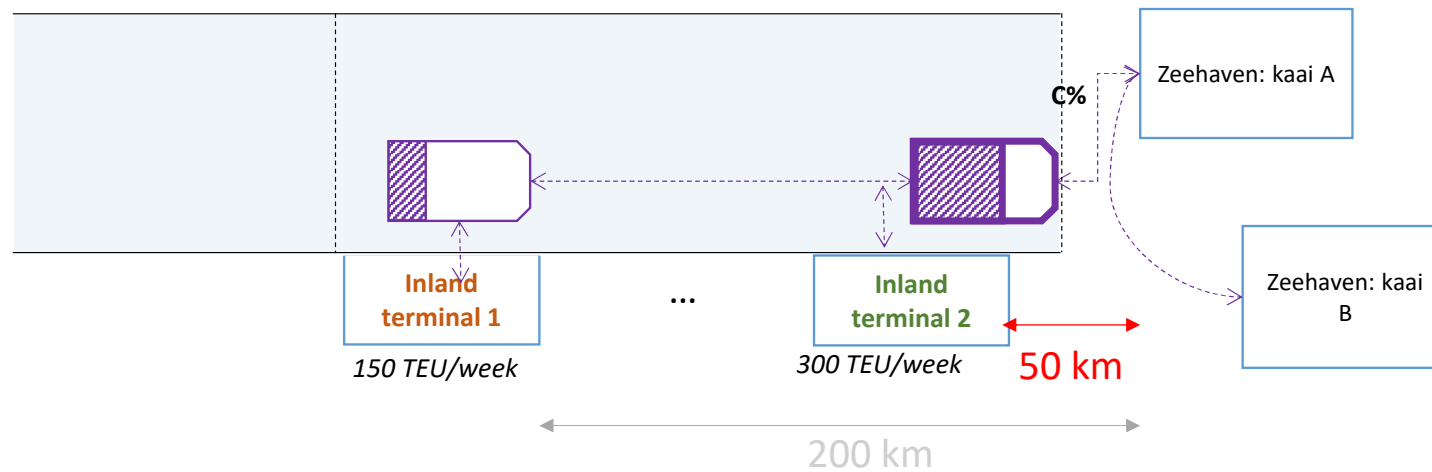 C%
Zeehaven: kaai A
Zeehaven: kaai
B
Inland
terminal 1
...
Inland
terminal 2
150 TEU/week
300 TEU/week
50 km
200 km